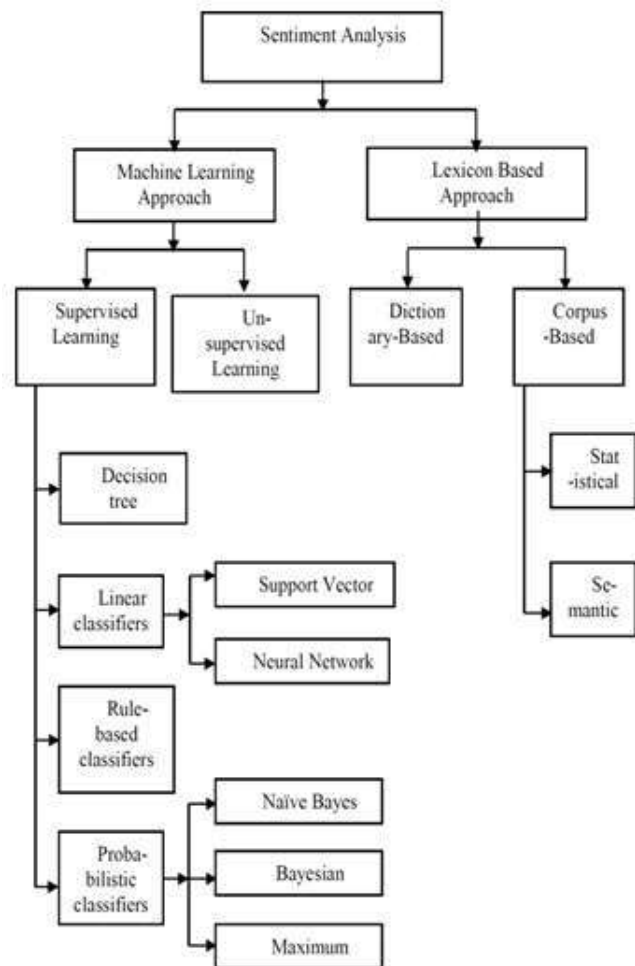 Sentiment Analysis
Machine Learning
Approach
Lexicon Based
Approach
Supervised
Learning
Un-
supervised
Learning
Diction
ary-Based
Corpus
-Based
Decision
tree
Linear
classifiers
Rule-
based
classifiers
Proba-
bilistic
classifiers
Support Vector
Neural Network
Naïve Bayes
Bayesian
Maximum
Stat
-istical
Se-
mantic